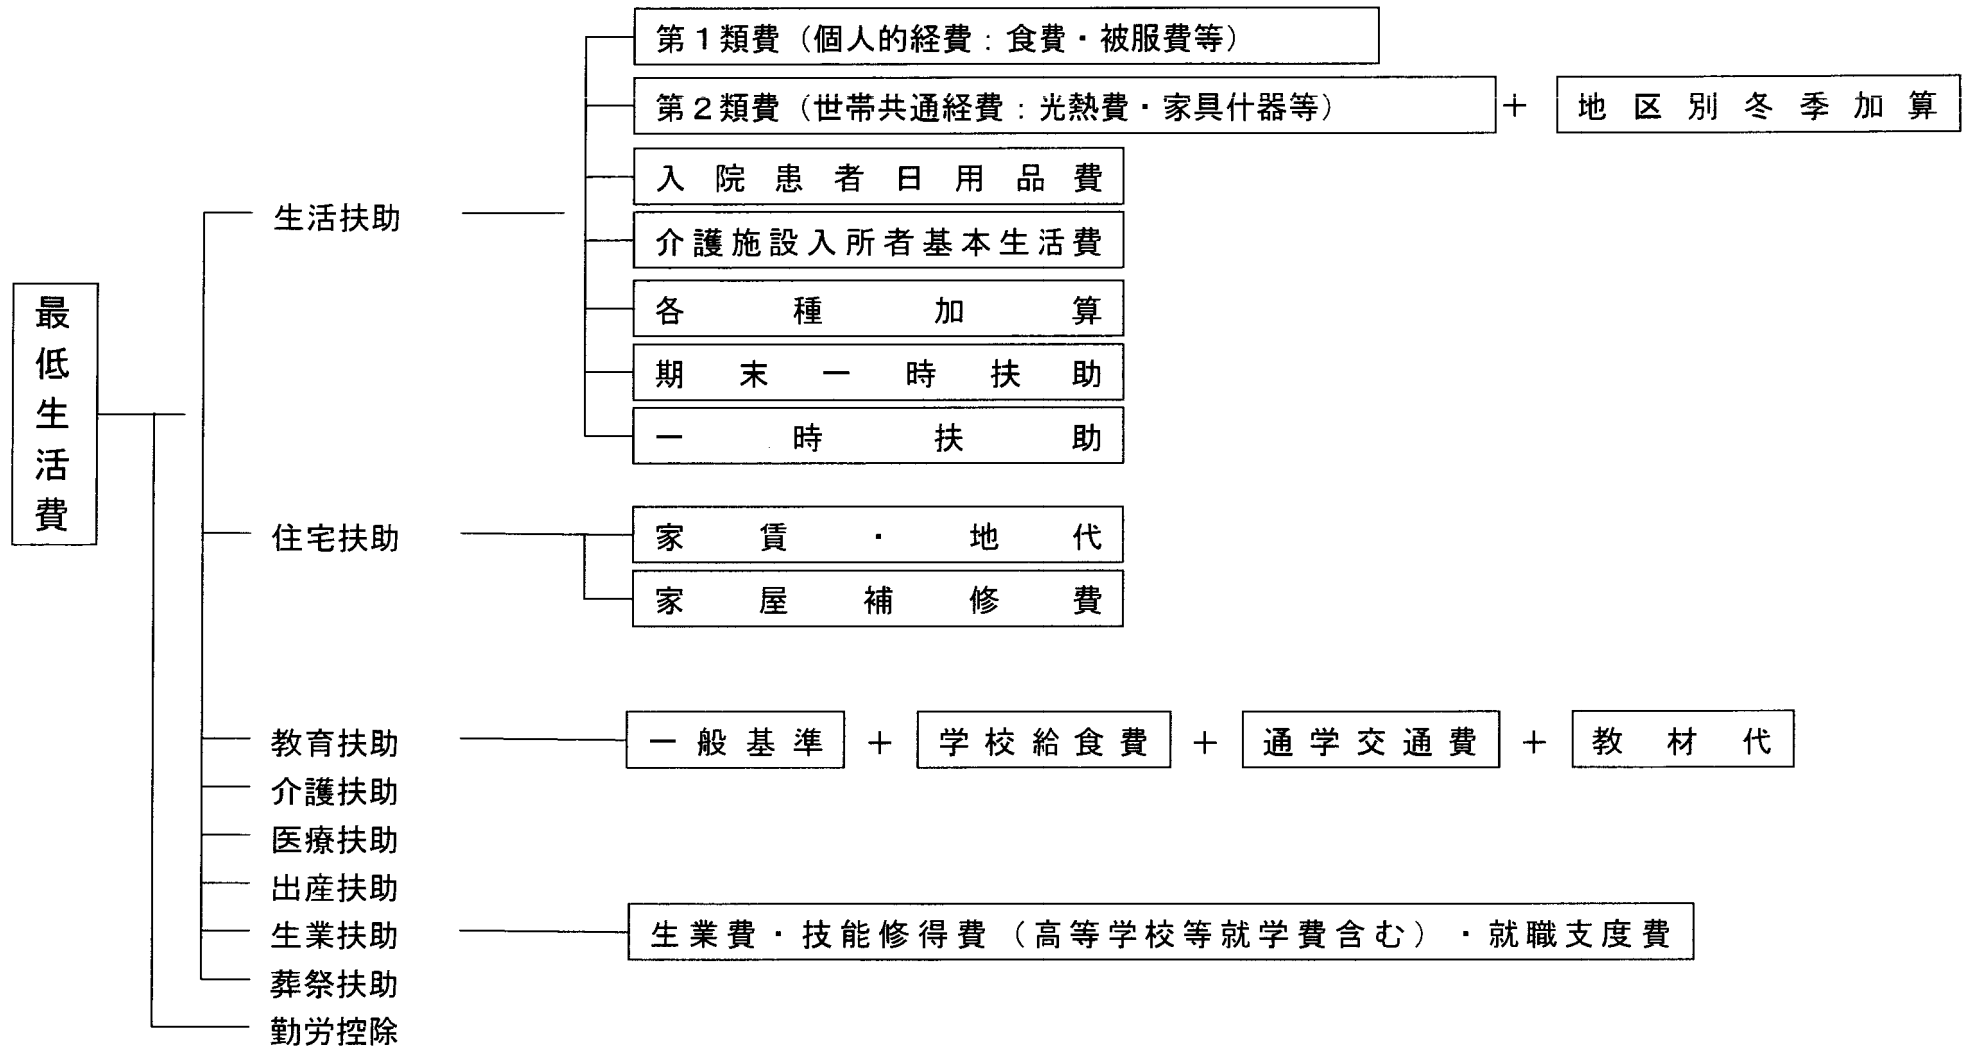 最低生活費
生活扶助
第1類費（個人的経費：食費・被服費等）
第2類費（世帯共通経費：光熱費・家具什器等） + 地区別冬季加算
入院患者日用品費
介護施設入所者基本生活費
各種加算
期末一時扶助
一時扶助
住宅扶助
家賃・地代
家屋補修費
教育扶助 一般基準 + 学校給食費 + 通学交通費 + 教材代
介護扶助
医療扶助
出産扶助
生業扶助 生業費・技能修得費（高等学校等就学費含む）・就職支度費
葬祭扶助
勤労控除